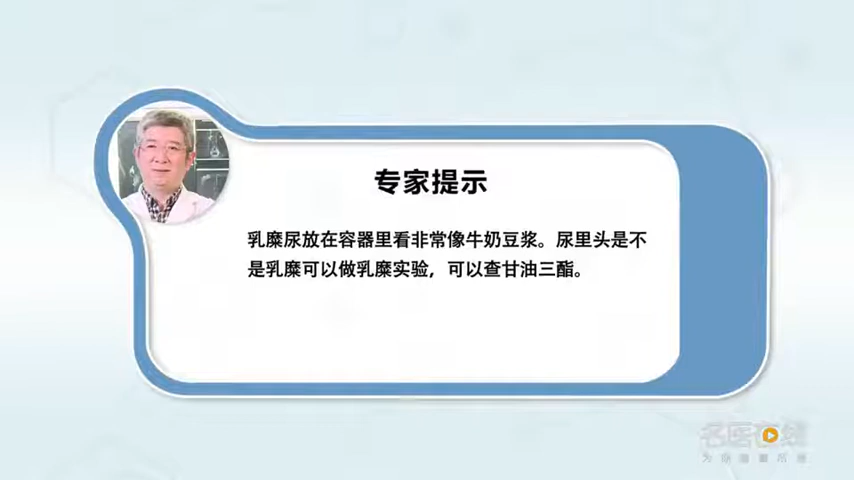 专家提示
乳糜尿放在容器里看非常像牛奶豆浆。尿里头是不
是乳糜可以做乳糜实验，可以查甘油三酯。
名医在线